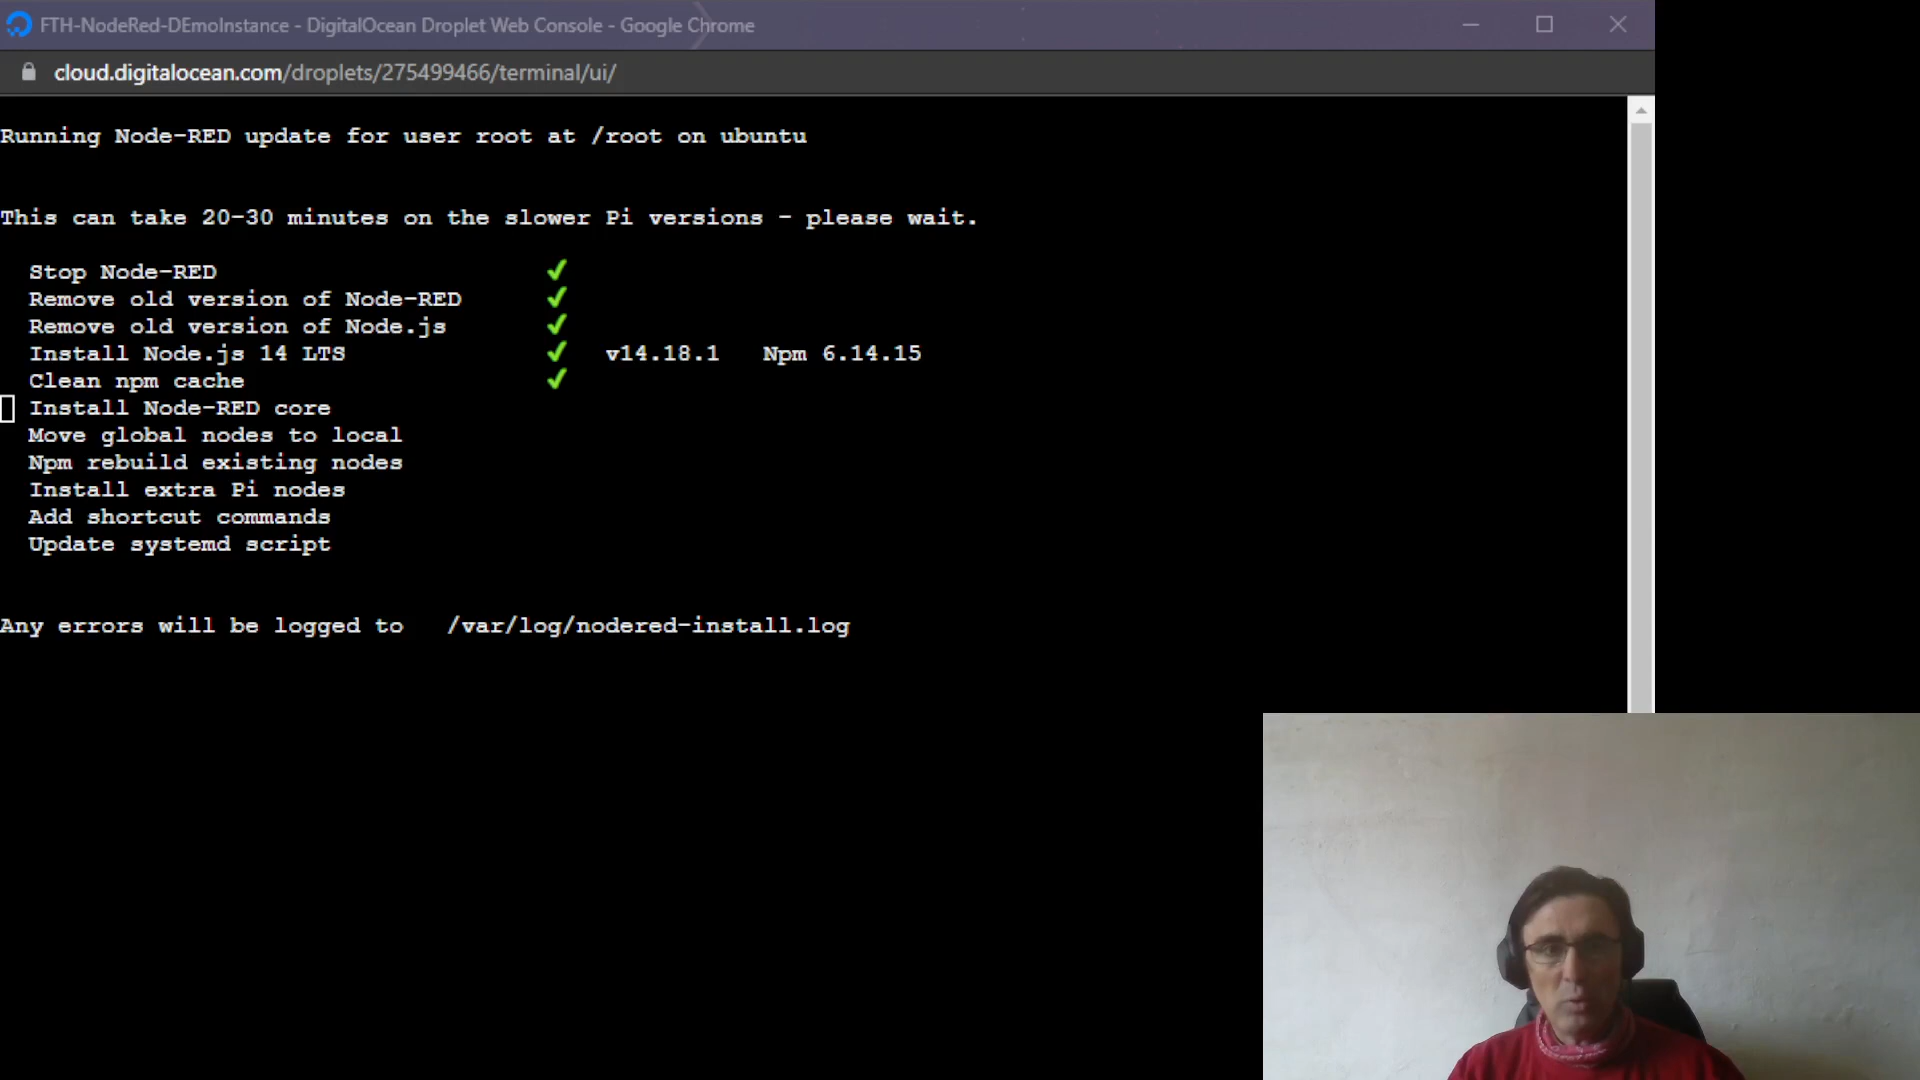 FTH-NodeRed-DEmoInstance - DigitalOcean Droplet Web Console - Google Chrome
cloud.digitalocean.com/droplets/275499466/terminal/ui/
Running Node-RED update for user root at /root on ubuntu
This can take 20-30 minutes on the slower Pi versions - please wait.
Stop Node-RED ✔
Remove old version of Node-RED ✔
Remove old version of Node.js ✔
Install Node.js 14 LTS ✔ v14.18.1 Npm 6.14.15
Clean npm cache ✔
Install Node-RED core
Move global nodes to local
Npm rebuild existing nodes
Install extra Pi nodes
Add shortcut commands
Update systemd script
Any errors will be logged to /var/log/nodered-install.log